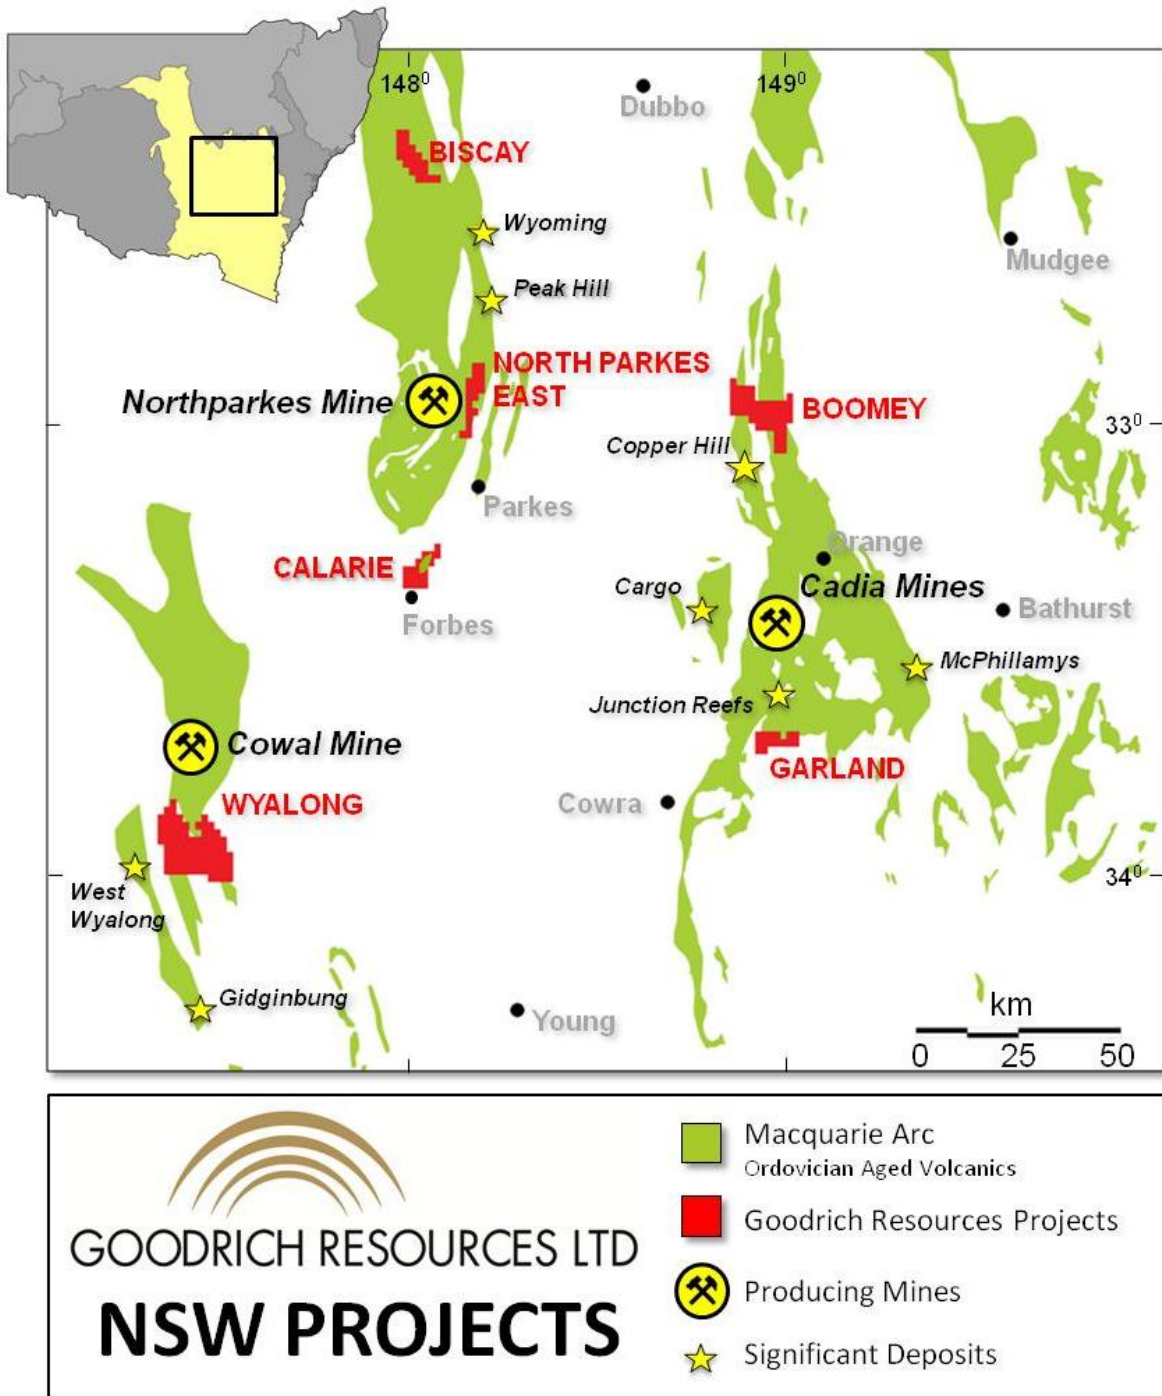 148⁰
149⁰
Dubbo
BISCAY
Wyoming
Mudgee
Peak Hill
NORTH PARKES
EAST
Northparkes Mine
BOOMEY
33⁰
Copper Hill
Parkes
Orange
CALARIE
Cargo
Cadia Mines
Forbes
Bathurst
McPhillamys
Junction Reefs
Cowal Mine
GARLAND
WYALONG
Cowra
34⁰
West
Wyalong
Gidginbung
Young
km
0 25 50
GOODRICH RESOURCES LTD
NSW PROJECTS
Macquarie Arc
Ordovician Aged Volcanics
Goodrich Resources Projects
Producing Mines
Significant Deposits